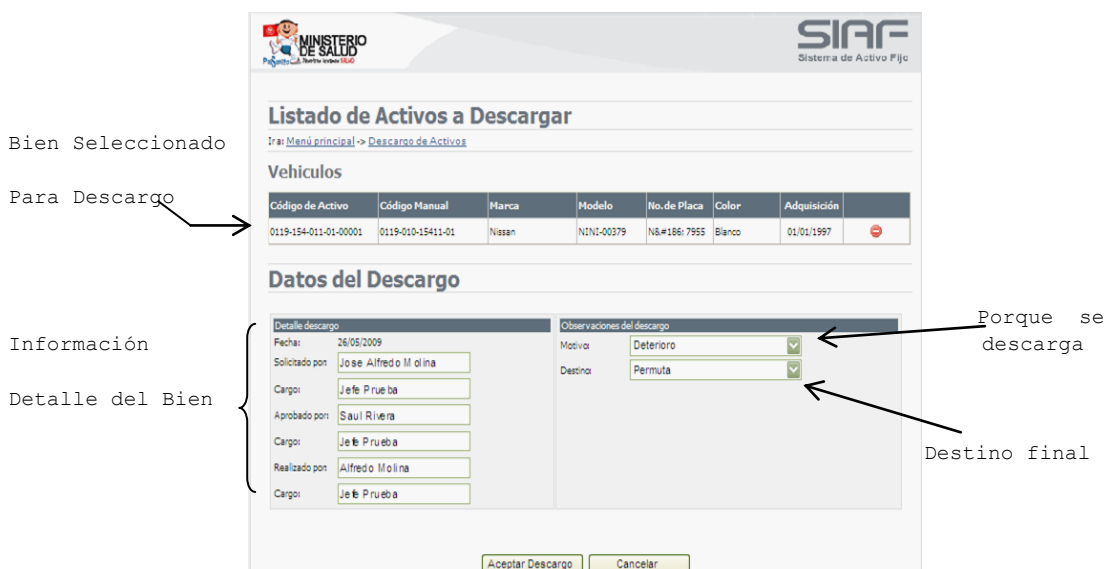 MINISTERIO
DE SALUD
SIAF
Sistema de Activo Fijo
Listado de Activos a Descargar
Ir a: Menú principal -> Descargo de Activos
Bien Seleccionado
Para Descargo
Vehiculos
Código de Activo Código Manual Marca Modelo No. de Placa Color Adquisición
0119-154-011-01-00001 0119-010-15411-01 Nissan NINI-00379 N&#186; 7955 Blanco 01/01/1997
Datos del Descargo
Información
Detalle del Bien
Detalle descargo
Fecha: 26/05/2009
Solicitado por: Jose Alfredo Molina
Cargo: Jefe Prueba
Aprobado por: Saul Rivera
Cargo: Jefe Prueba
Realizado por: Alfredo Molina
Cargo: Jefe Prueba
Observaciones del descargo
Motivo: Deterioro
Destino: Permuta
Porque se
descarga
Destino final
Aceptar Descargo Cancelar